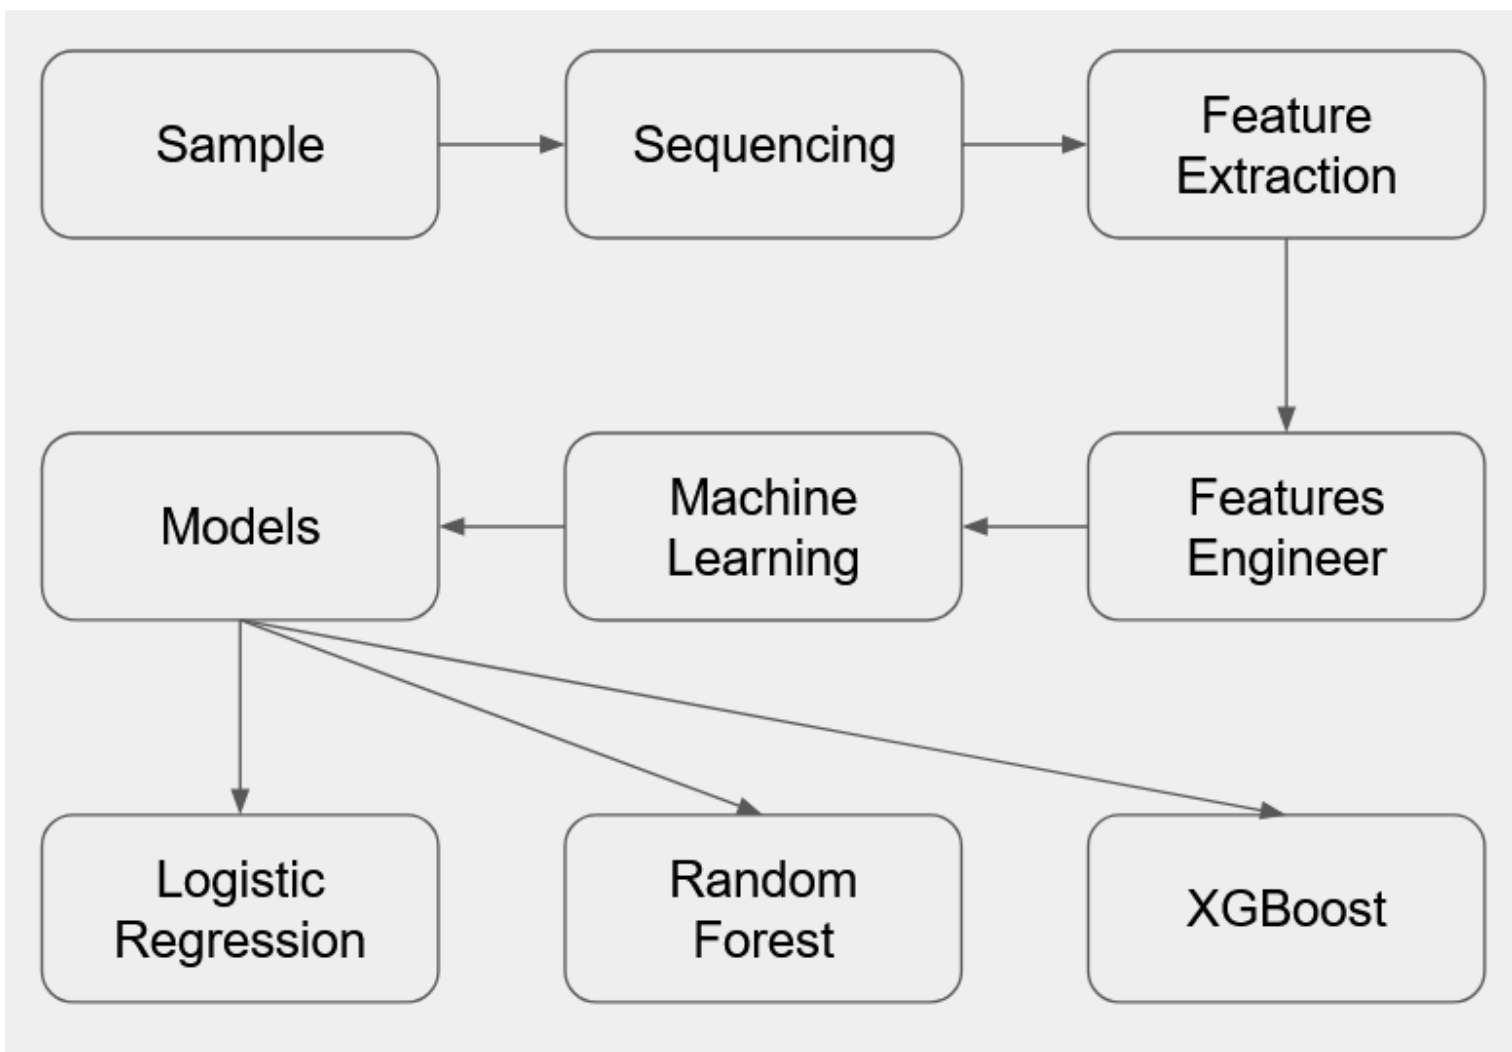 Sample
Sequencing
Feature
Extraction
Models
Machine
Learning
Features
Engineer
Logistic
Regression
Random
Forest
XGBoost